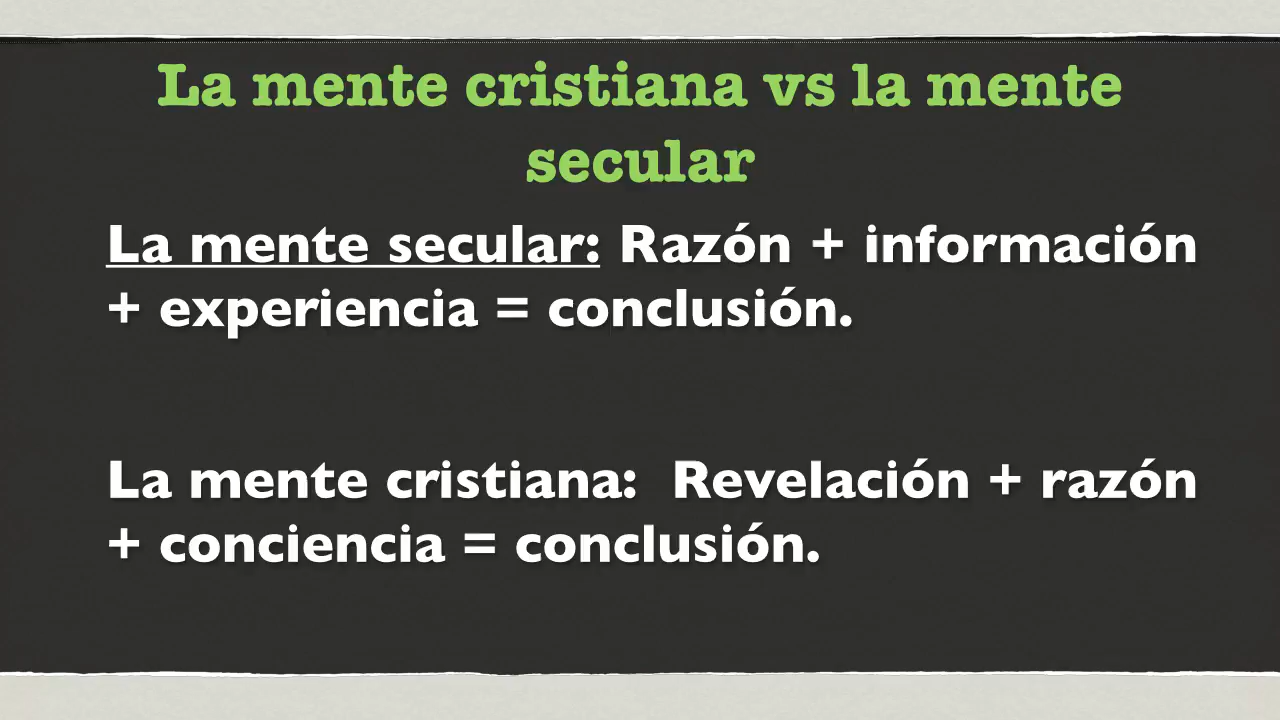 La mente cristiana vs la mente
secular
La mente secular: Razón + información
+ experiencia = conclusión.
La mente cristiana:  Revelación + razón
+ conciencia = conclusión.